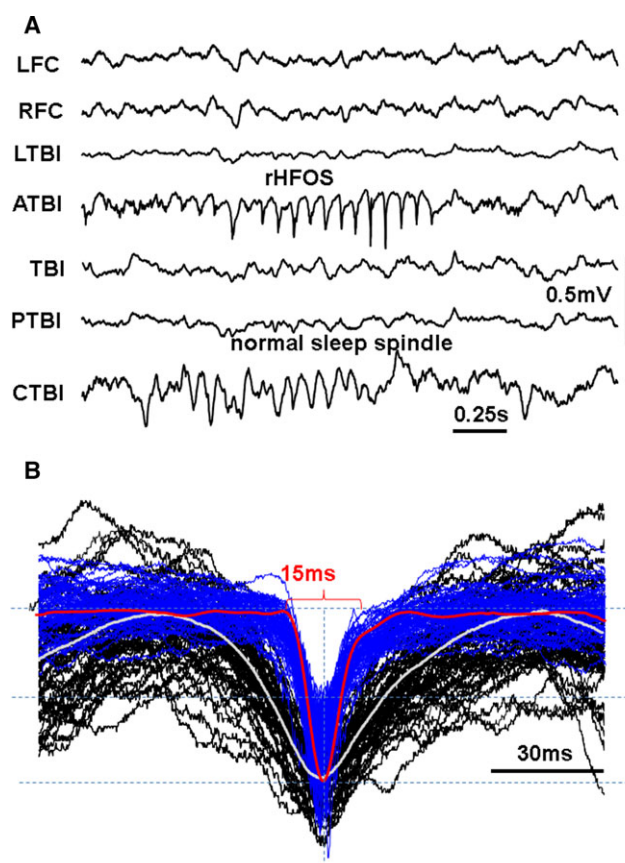 A
LFC
RFC
LTBI
rHFOS
ATBI
TBI
0.5mV
PTBI
normal sleep spindle
CTBI
0.25s
B
15ms
30ms